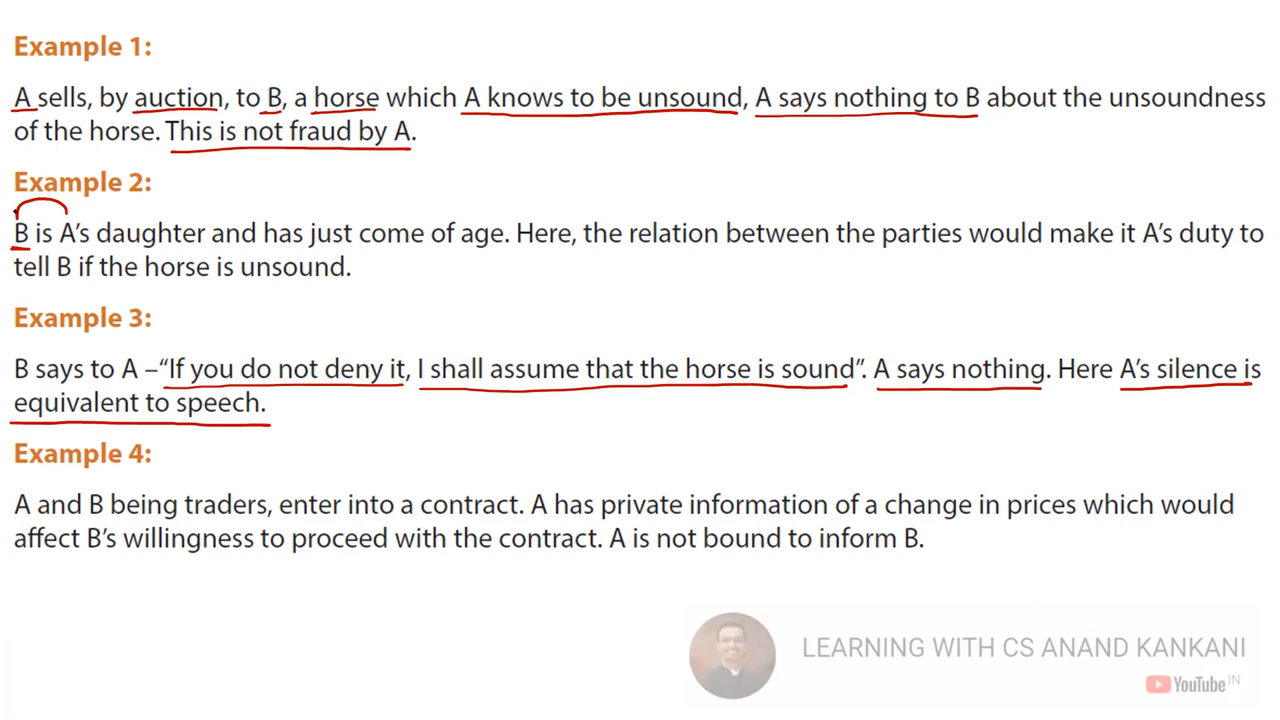 Example 1:
A sells, by auction, to B, a horse which A knows to be unsound, A says nothing to B about the unsoundness
of the horse. This is not fraud by A.
Example 2:
B is A’s daughter and has just come of age. Here, the relation between the parties would make it A’s duty to
tell B if the horse is unsound.
Example 3:
B says to A –“If you do not deny it, I shall assume that the horse is sound”. A says nothing. Here A’s silence is
equivalent to speech.
Example 4:
A and B being traders, enter into a contract. A has private information of a change in prices which would
affect B’s willingness to proceed with the contract. A is not bound to inform B.
LEARNING WITH CS ANAND KANKANI
YouTube IN